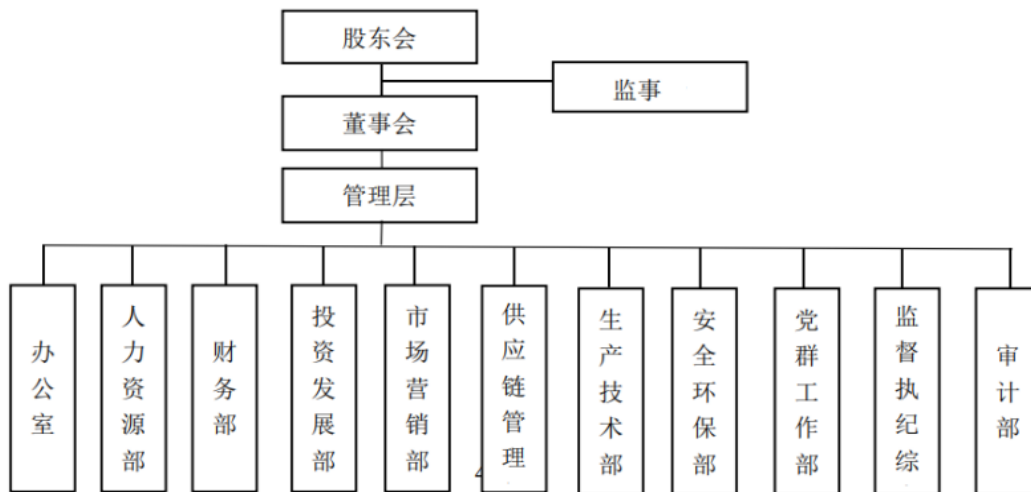 股东会
监事
董事会
管理层
办公室
人力资源部
财务部
投资发展部
市场营销部
供应链管理
生产技术部
安全环保部
党群工作部
监督执纪综
审计部
4